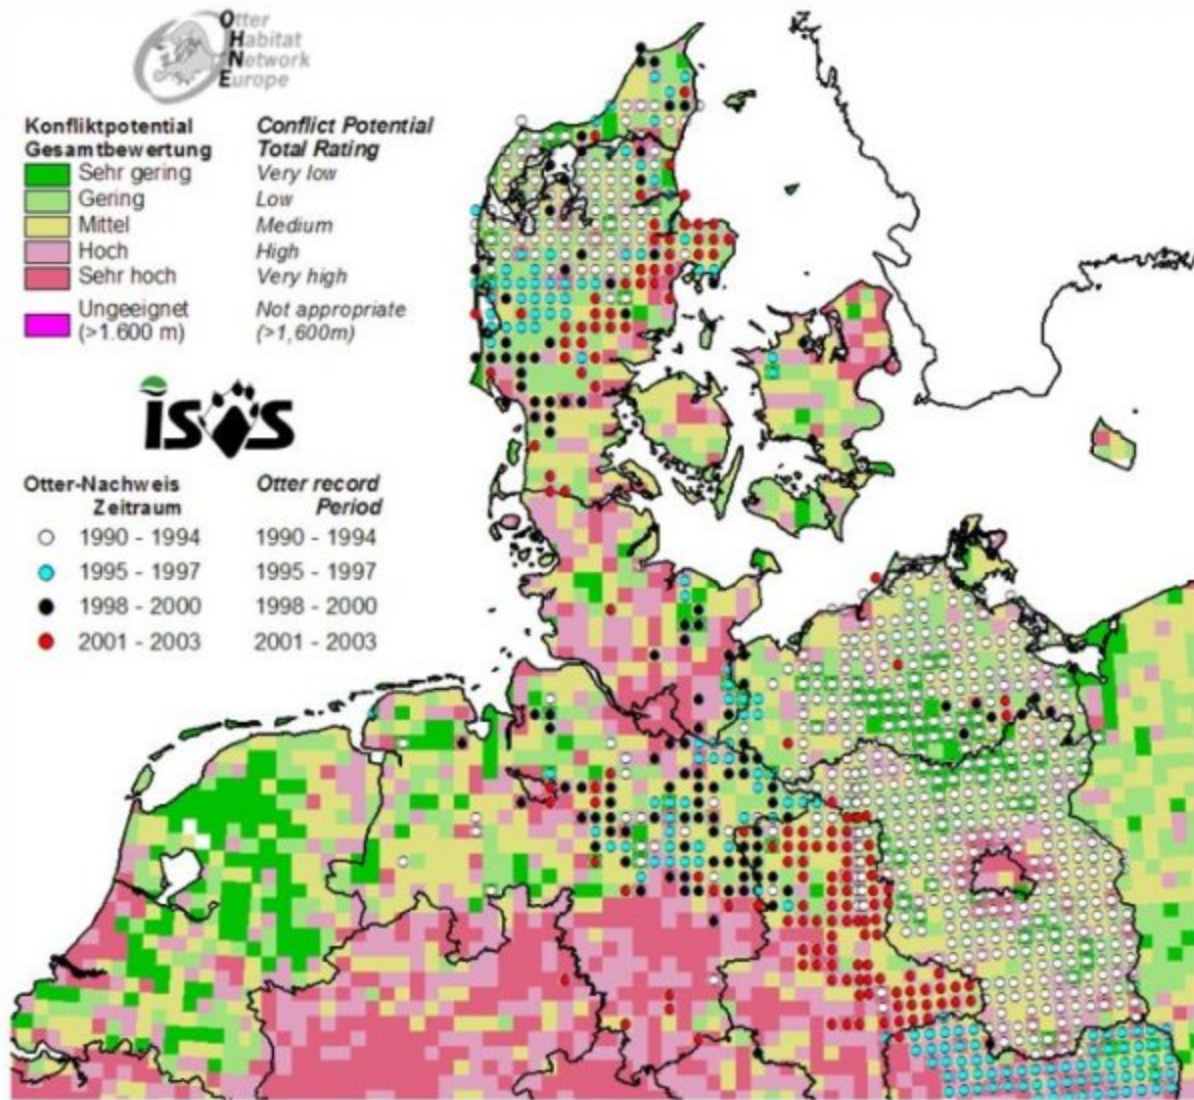 Otter
Habitat
Network
Europe
Konfliktpotential
Gesamtbewertung
Conflict Potential
Total Rating
Sehr gering
Very low
Gering
Low
Mittel
Medium
Hoch
High
Sehr hoch
Very high
Ungeeignet
(>1.600 m)
Not appropriate
(>1,600m)
isos
Otter-Nachweis
Zeitraum
Otter record
Period
1990 - 1994
1990 - 1994
1995 - 1997
1995 - 1997
1998 - 2000
1998 - 2000
2001 - 2003
2001 - 2003